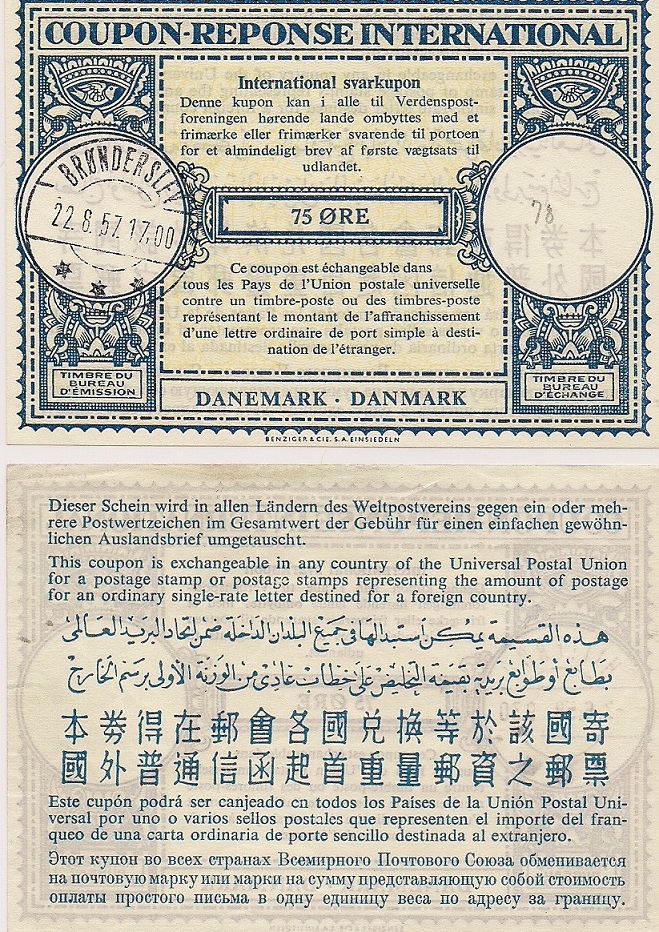 COUPON-REPONSE INTERNATIONAL
International svarkupon
Denne kupon kan i alle til Verdenspost-
foreningen hørende lande ombyttes med et
frimærke eller frimærker svarende til portoen
for et almindeligt brev af første vægtsats til
udlandet.
BRØNDERSLEV
22.8.57.17,00
75 ØRE
78
Ce coupon est échangeable dans
tous les Pays de l'Union postale universelle
contre un timbre-poste ou des timbres-poste
représentant le montant de l'affranchissement
d'une lettre ordinaire de port simple à desti-
nation de l'étranger.
TIMBRE DU
BUREAU
D'ÉMISSION
TIMBRE DU
BUREAU
D'ÉCHANGE
DANEMARK · DANMARK
BENZIGER & CIE. S.A. EINSIEDELN
Dieser Schein wird in allen Ländern des Weltpostvereins gegen ein oder meh-
rere Postwertzeichen im Gesamtwert der Gebühr für einen einfachen gewöhn-
lichen Auslandsbrief umgetauscht.
This coupon is exchangeable in any country of the Universal Postal Union
for a postage stamp or postage stamps representing the amount of postage
for an ordinary single-rate letter destined for a foreign country.
هذه القسيمة يمكن استبدالها في جميع البلدان الداخلة ضمن اتحاد البريد العالمي
بطابع أو طوابع بريدية بقيمة التخليص على خطاب عادي من الوزنة الأولى برسم الخارج
本券得在郵會各國兑換等於該國寄
國外普通信函起首重量郵資之郵票
Este cupón podrá ser canjeado en todos los Países de la Unión Postal Uni-
versal por uno o varios sellos postales que representen el importe del fran-
queo de una carta ordinaria de porte sencillo destinada al extranjero.
Этот купон во всех странах Всемирного Почтового Союза обменивается
на почтовую марку или марки на сумму представляющую собой стоимость
оплаты простого письма в одну единицу веса по адресу за границу.